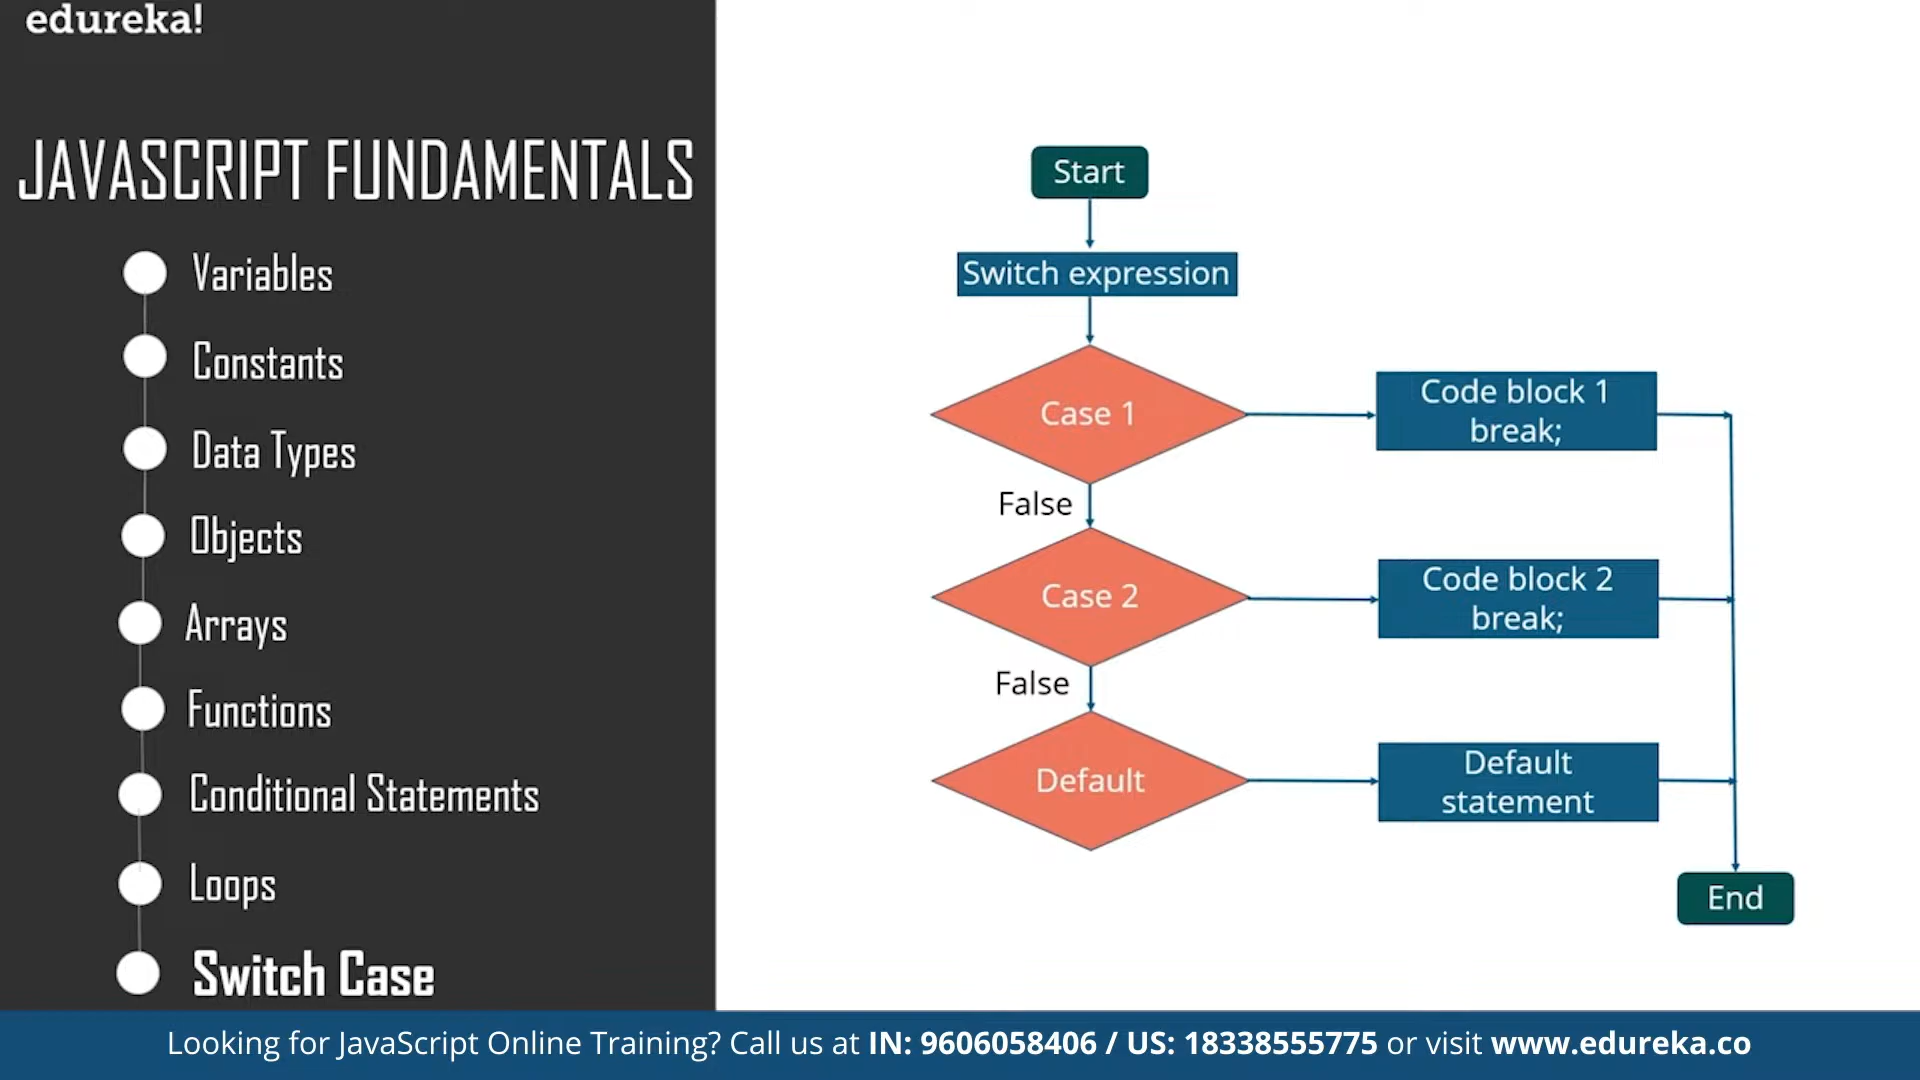 edureka!
JAVASCRIPT FUNDAMENTALS
Variables
Constants
Data Types
Objects
Arrays
Functions
Conditional Statements
Loops
Switch Case
Start
Switch expression
Case 1
Code block 1
break;
False
Case 2
Code block 2
break;
False
Default
Default
statement
End
Looking for JavaScript Online Training? Call us at IN: 9606058406 / US: 18338555775 or visit www.edureka.co